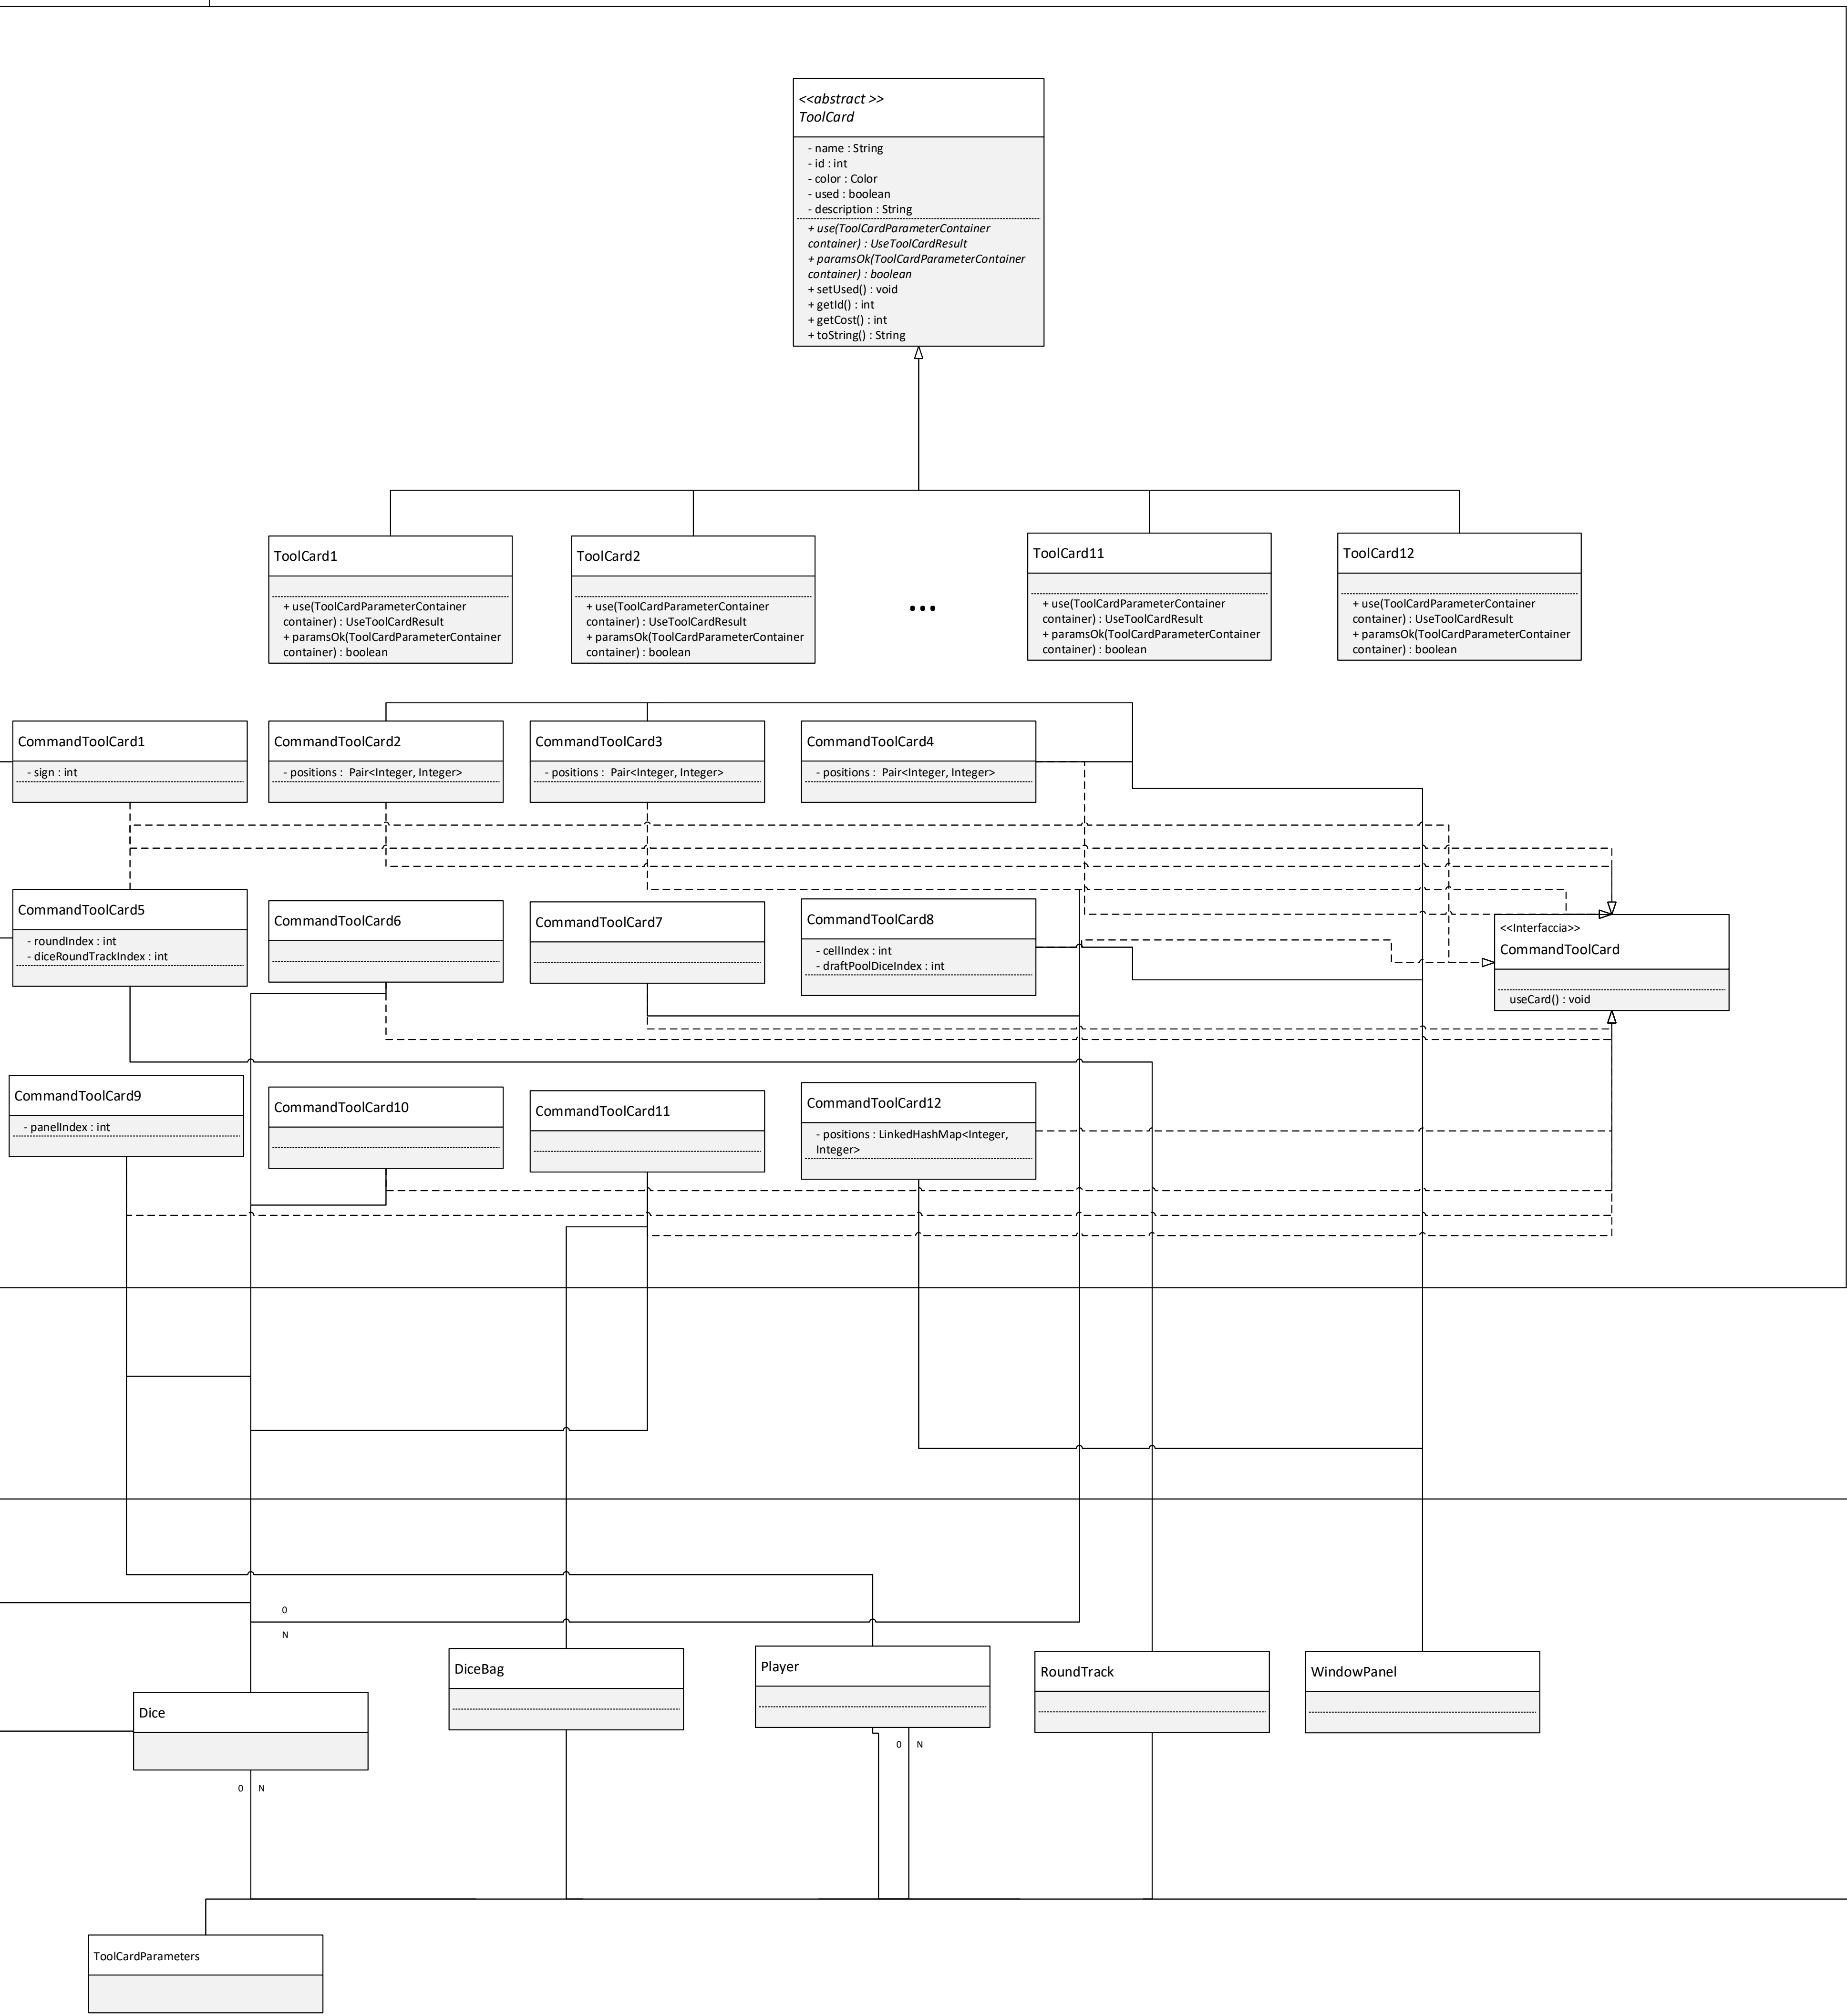 <<abstract >>
ToolCard
- name : String
- id : int
- color : Color
- used : boolean
- description : String
+ use(ToolCardParameterContainer
container) : UseToolCardResult
+ paramsOk(ToolCardParameterContainer
container) : boolean
+ setUsed() : void
+ getId() : int
+ getCost() : int
+ toString() : String
ToolCard1
+ use(ToolCardParameterContainer
container) : UseToolCardResult
+ paramsOk(ToolCardParameterContainer
container) : boolean
ToolCard2
+ use(ToolCardParameterContainer
container) : UseToolCardResult
+ paramsOk(ToolCardParameterContainer
container) : boolean
...
ToolCard11
+ use(ToolCardParameterContainer
container) : UseToolCardResult
+ paramsOk(ToolCardParameterContainer
container) : boolean
ToolCard12
+ use(ToolCardParameterContainer
container) : UseToolCardResult
+ paramsOk(ToolCardParameterContainer
container) : boolean
CommandToolCard1
- sign : int
CommandToolCard2
- positions :  Pair<Integer, Integer>
CommandToolCard3
- positions :  Pair<Integer, Integer>
CommandToolCard4
- positions :  Pair<Integer, Integer>
CommandToolCard5
- roundIndex : int
- diceRoundTrackIndex : int
CommandToolCard6
CommandToolCard7
CommandToolCard8
- cellIndex : int
- draftPoolDiceIndex : int
<<Interfaccia>>
CommandToolCard
useCard() : void
CommandToolCard9
- panelIndex : int
CommandToolCard10
CommandToolCard11
CommandToolCard12
- positions : LinkedHashMap<Integer,
Integer>
0
N
Dice
0 N
DiceBag
Player
0 N
RoundTrack
WindowPanel
ToolCardParameters